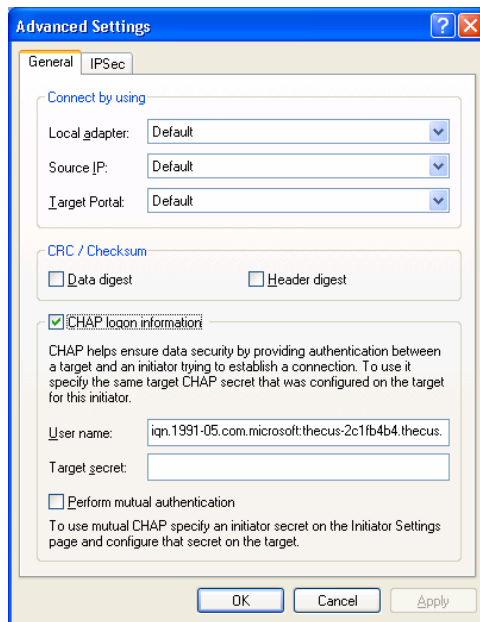 Advanced Settings
General IPSec
Connect by using
Local adapter: Default
Source IP: Default
Target Portal: Default
CRC / Checksum
Data digest Header digest
CHAP logon information
CHAP helps ensure data security by providing authentication between
a target and an initiator trying to establish a connection. To use it
specify the same target CHAP secret that was configured on the target
for this initiator.
User name: iqn.1991-05.com.microsoft:thecus-2c1fb4b4.thecus.
Target secret:
Perform mutual authentication
To use mutual CHAP specify an initiator secret on the Initiator Settings
page and configure that secret on the target.
OK Cancel Apply